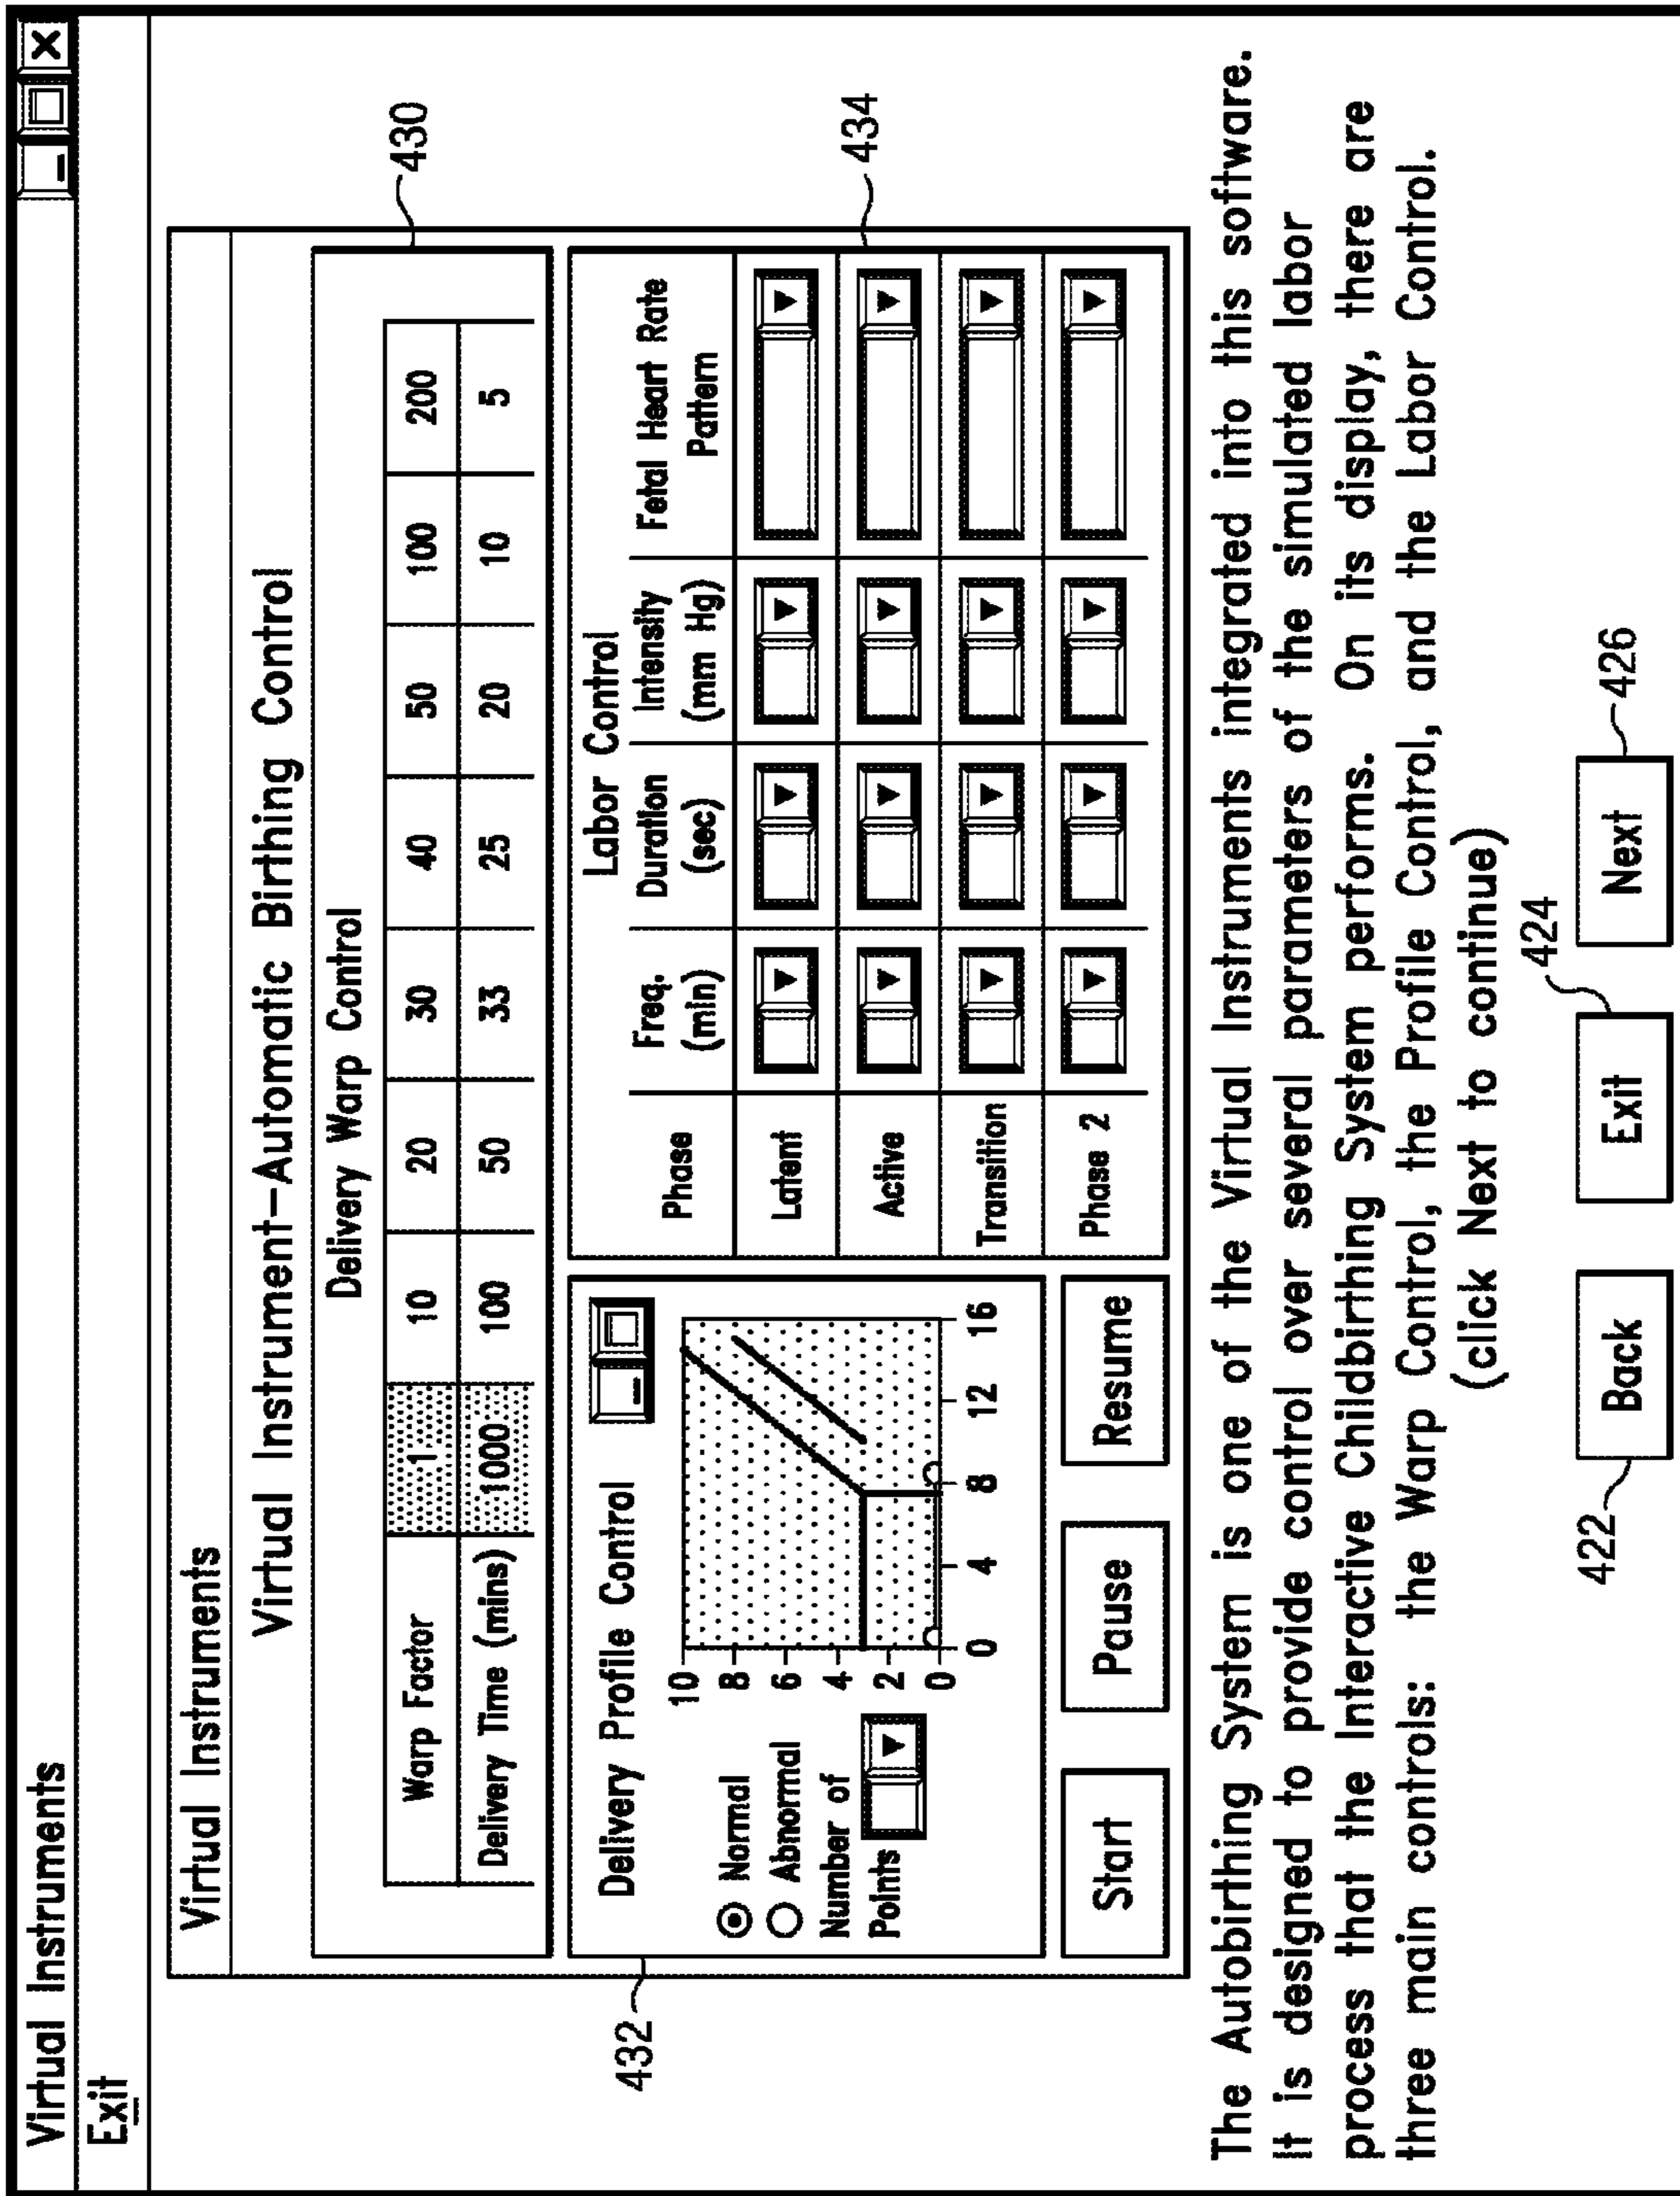 Virtual Instruments
Exit
Virtual Instruments
Virtual Instrument-Automatic Birthing Control
Delivery Warp Control
430
Warp Factor 1 10 20 30 40 50 100 200
Delivery Time (mins) 1000 100 50 33 25 20 10 5
432
Delivery Profile Control
Normal
Abnormal
Number of
Points
10
8
6
4
2
0
0 4 8 12 16
Start Pause Resume
434
Labor Control
Phase Freq. (min) Duration (sec) Intensity (mm Hg) Fetal Heart Rate Pattern
Latent
Active
Transition
Phase 2
The Autobirthing System is one of the Virtual Instruments integrated into this software.
It is designed to provide control over several parameters of the simulated labor
process that the Interactive Childbirthing System performs. On its display, there are
three main controls: the Warp Control, the Profile Control, and the Labor Control.
(click Next to continue)
422 424 426
Back Exit Next